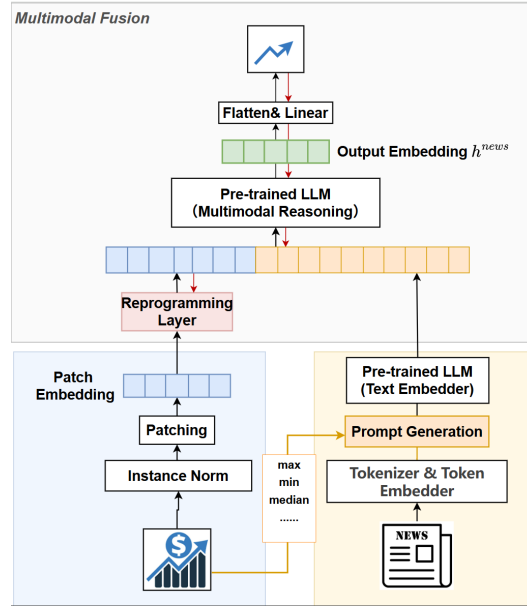 Multimodal Fusion
Flatten& Linear
Output Embedding h^{news}
Pre-trained LLM
(Multimodal Reasoning)
Reprogramming
Layer
Patch
Embedding
Patching
Instance Norm
max
min
median
......
Pre-trained LLM
(Text Embedder)
Prompt Generation
Tokenizer & Token
Embedder
NEWS